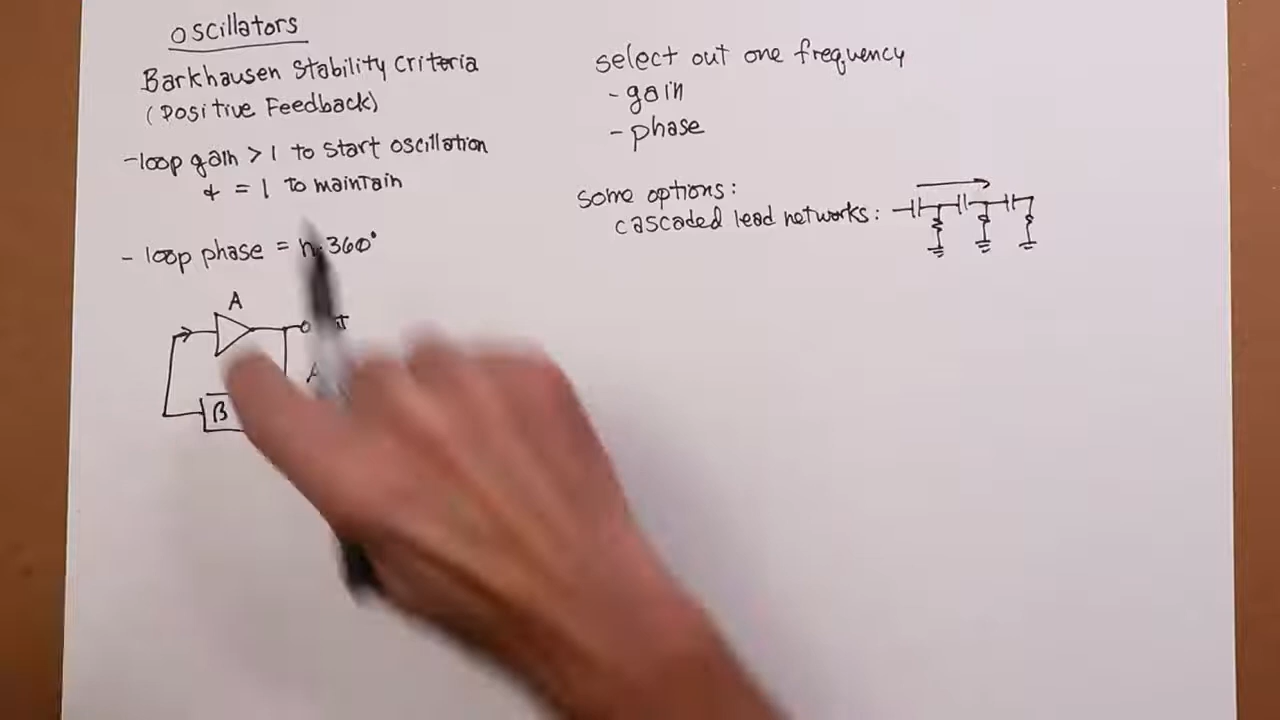 oscillators
Barkhausen Stability Criteria
(Positive Feedback)
- loop gain > 1 to start oscillation
& = 1 to maintain
- loop phase = n·360°
A
β
select out one frequency
- gain
- phase
some options:
cascaded lead networks: